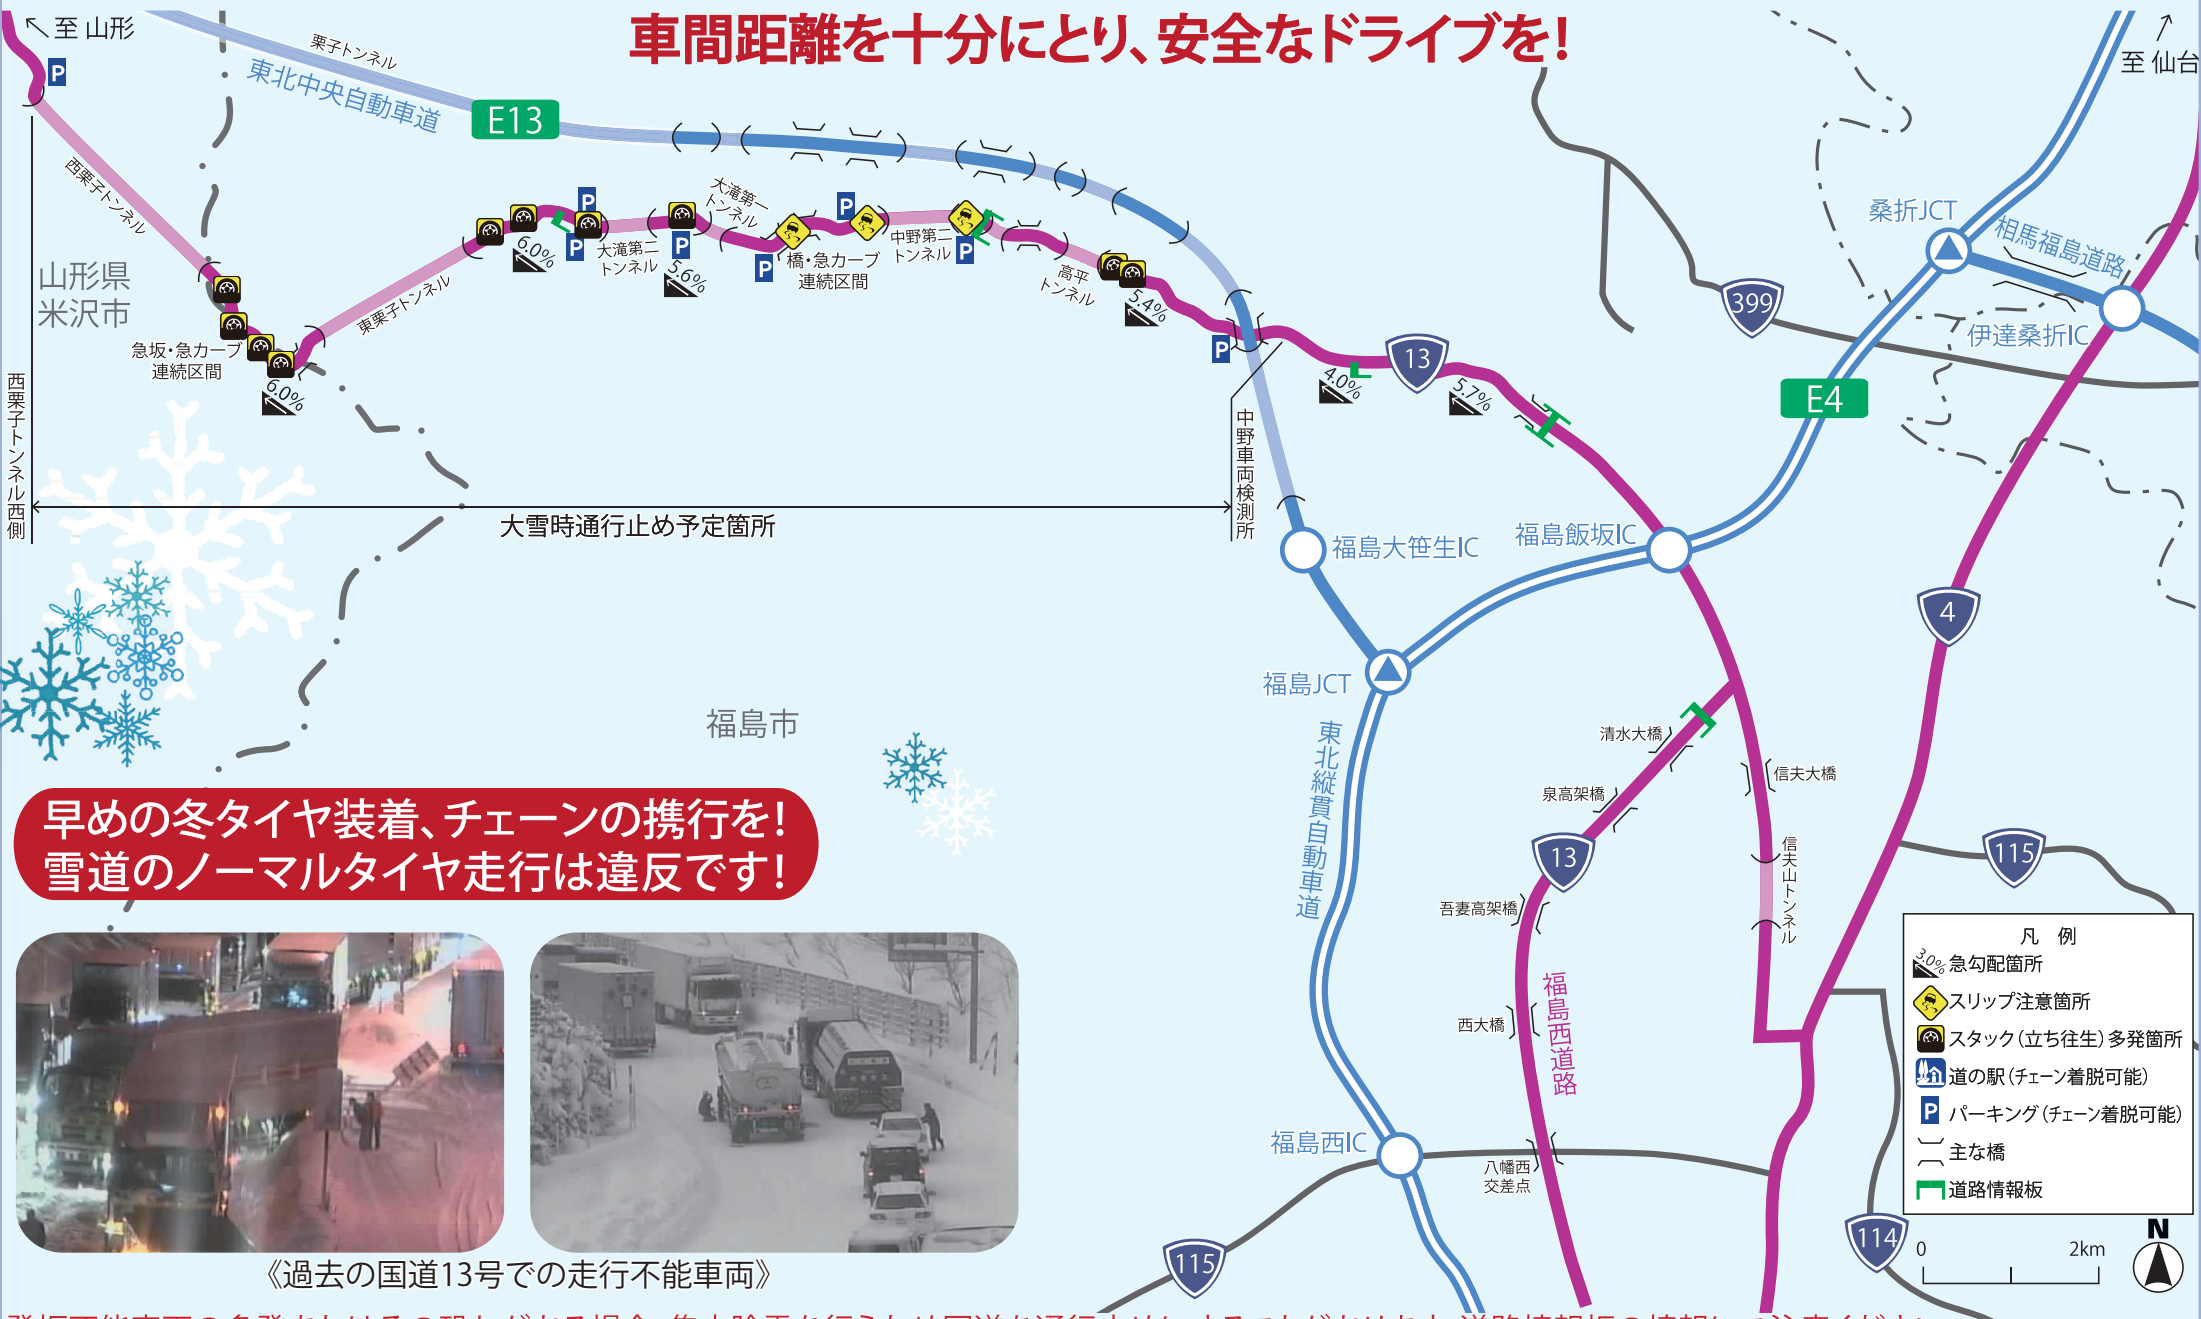 車間距離を十分にとり、安全なドライブを!
至 山形
至 仙台
P
栗子トンネル
東北中央自動車道
E13
西栗子トンネル
山形県
米沢市
急坂・急カーブ
連続区間
6.0%
東栗子トンネル
6.0%
P
P
大滝第二
トンネル
P
5.6%
大滝第一
トンネル
P
橋・急カーブ
連続区間
P
中野第二
トンネル
P
高平
トンネル
5.4%
P
4.0%
13
5.7%
399
桑折JCT
相馬福島道路
伊達桑折IC
E4
西栗子トンネル西側
大雪時通行止め予定箇所
中野車両検測所
福島大笹生IC
福島飯坂IC
4
福島JCT
福島市
東北縦貫自動車道
清水大橋
信夫大橋
泉高架橋
13
信夫山トンネル
115
吾妻高架橋
西大橋
福島西道路
福島西IC
八幡西
交差点
115
114
早めの冬タイヤ装着、チェーンの携行を!
雪道のノーマルタイヤ走行は違反です!
《過去の国道13号での走行不能車両》
凡 例
3.0%
急勾配箇所
スリップ注意箇所
スタック(立ち往生)多発箇所
道の駅(チェーン着脱可能)
P
パーキング(チェーン着脱可能)
主な橋
道路情報板
0
2km
N